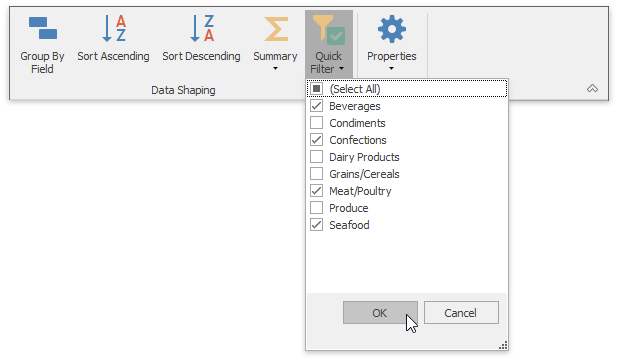 Group By
Field
Sort Ascending
Sort Descending
Summary
Quick
Filter
Properties
Data Shaping
(Select All)
Beverages
Condiments
Confections
Dairy Products
Grains/Cereals
Meat/Poultry
Produce
Seafood
OK
Cancel